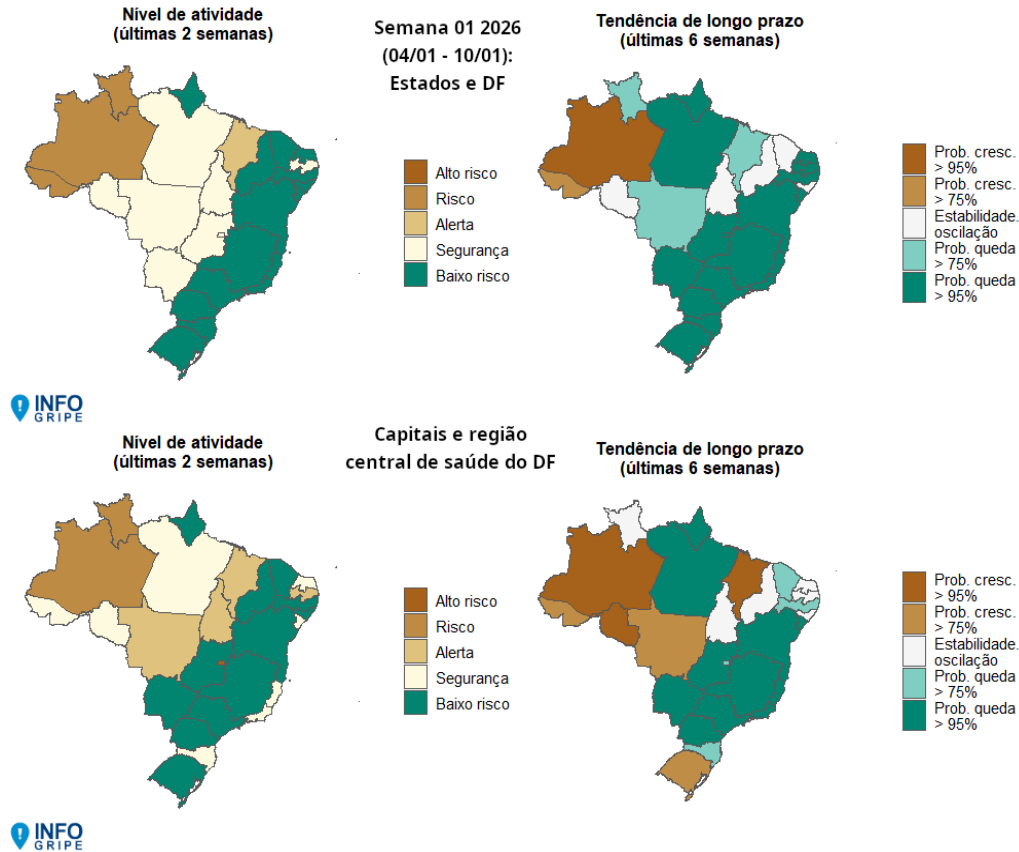 Nível de atividade
(últimas 2 semanas)
Semana 01 2026
(04/01 - 10/01):
Estados e DF
Tendência de longo prazo
(últimas 6 semanas)
Alto risco
Risco
Alerta
Segurança
Baixo risco
Prob. cresc.
> 95%
Prob. cresc.
> 75%
Estabilidade.
oscilação
Prob. queda
> 75%
Prob. queda
> 95%
INFO
GRIPE
Nível de atividade
(últimas 2 semanas)
Capitais e região
central de saúde do DF
Tendência de longo prazo
(últimas 6 semanas)
Alto risco
Risco
Alerta
Segurança
Baixo risco
Prob. cresc.
> 95%
Prob. cresc.
> 75%
Estabilidade.
oscilação
Prob. queda
> 75%
Prob. queda
> 95%
INFO
GRIPE